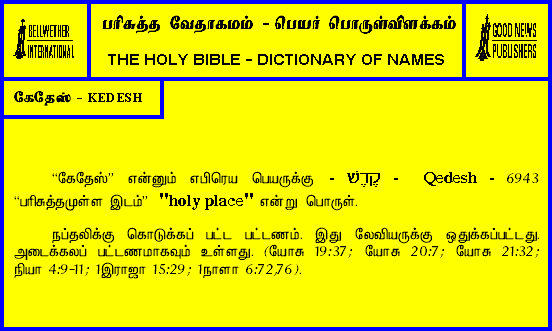 BELLWETHER
INTERNATIONAL
பரிசுத்த வேதாகமம் - பெயர் பொருள்விளக்கம்
THE HOLY BIBLE - DICTIONARY OF NAMES
GOOD NEWS
PUBLISHERS
கேதேஸ் - KEDESH
“கேதேஸ்” என்னும் எபிரெய பெயருக்கு - קֶדֶשׁ - Qedesh - 6943
“பரிசுத்தமுள்ள இடம்” "holy place" என்று பொருள்.
நப்தலிக்கு கொடுக்கப் பட்ட பட்டணம். இது லேவியருக்கு ஒதுக்கப்பட்டது.
அடைக்கலப் பட்டணமாகவும் உள்ளது. (யோசு 19:37; யோசு 20:7; யோசு 21:32;
நியா 4:9-11; 1இராஜா 15:29; 1நாளா 6:72,76).